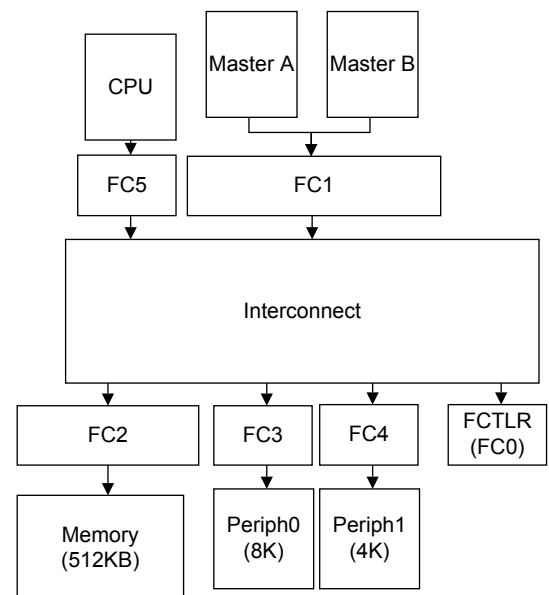 Master A
Master B
CPU
FC5
FC1
Interconnect
FC2
FC3
FC4
FCTLR
(FC0)
Memory
(512KB)
Periph0
(8K)
Periph1
(4K)